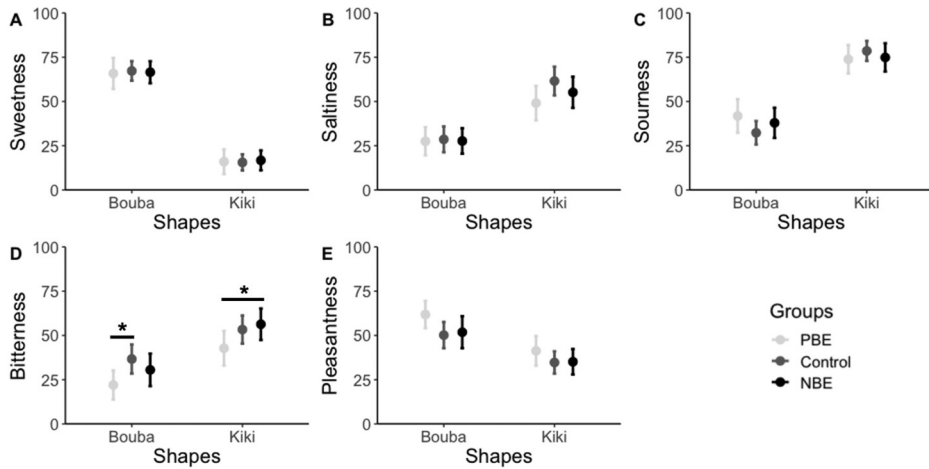 A
100
75
50
25
0
Sweetness
Bouba
Kiki
Shapes
B
100
75
50
25
0
Saltiness
Bouba
Kiki
Shapes
C
100
75
50
25
0
Sourness
Bouba
Kiki
Shapes
D
100
75
50
25
0
Bitterness
*
*
Bouba
Kiki
Shapes
E
100
75
50
25
0
Pleasantness
Bouba
Kiki
Shapes
Groups
PBE
Control
NBE